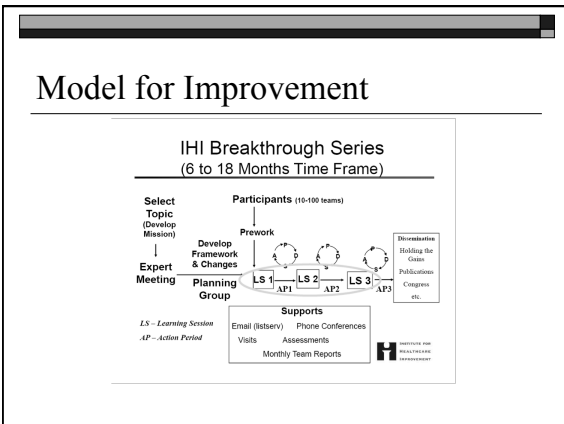 Model for Improvement
IHI Breakthrough Series
(6 to 18 Months Time Frame)
Select
Topic
(Develop
Mission)
Participants (10-100 teams)
Prework
Develop
Framework
& Changes
Expert
Meeting
Planning
Group
P
A D
S
P
A D
S
P
A D
S
LS 1
AP1
LS 2
AP2
LS 3
AP3
Dissemination
Holding the
Gains
Publications
Congress
etc.
LS – Learning Session
AP – Action Period
Supports
Email (listserv) Phone Conferences
Visits Assessments
Monthly Team Reports
INSTITUTE FOR
HEALTHCARE
IMPROVEMENT